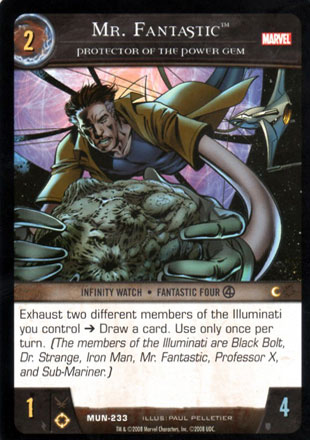 2
MR. FANTASTIC™
PROTECTOR OF THE POWER GEM
MARVEL
INFINITY WATCH • FANTASTIC FOUR 4
Exhaust two different members of the Illuminati
you control ➔ Draw a card. Use only once per
turn. (The members of the Illuminati are Black Bolt,
Dr. Strange, Iron Man, Mr. Fantastic, Professor X,
and Sub-Mariner.)
1
MUN-233 ILLUS: PAUL PELLETIER
TM & ©2008 Marvel Characters, Inc. ©2008 UDC.
4